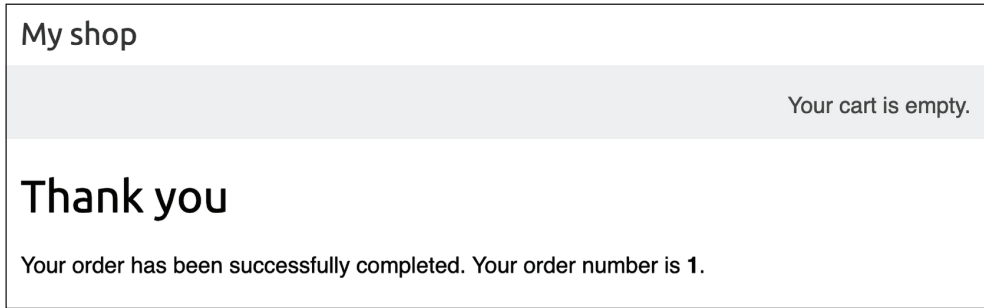 My shop
Your cart is empty.
Thank you
Your order has been successfully completed. Your order number is 1.